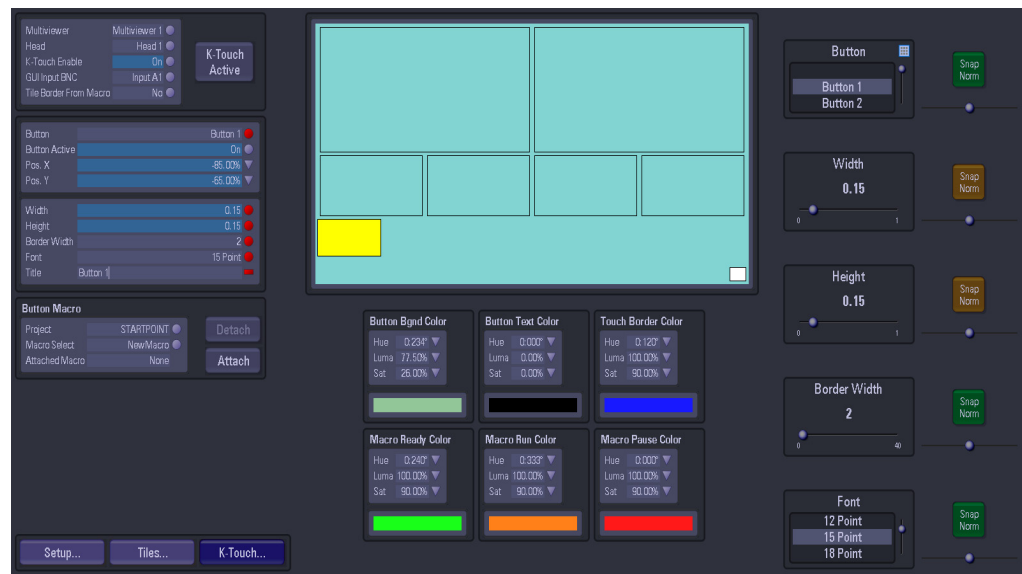 Multiviewer Multiviewer 1
Head Head 1
K-Touch Enable On
GUI Input BNC Input A1
Tile Border From Macro No
K-Touch Active
Button Button 1
Button Active On
Pos. X -85.00%
Pos. Y -65.00%
Width 0.15
Height 0.15
Border Width 2
Font 15 Point
Title Button 1
Button Macro
Project STARTPOINT
Macro Select NewMacro
Attached Macro None
Detach
Attach
Setup...
Tiles...
K-Touch...
Button Bgnd Color
Hue 0:234°
Luma 77.50%
Sat 26.00%
Button Text Color
Hue 0:000°
Luma 0.00%
Sat 0.00%
Touch Border Color
Hue 0:120°
Luma 100.00%
Sat 90.00%
Macro Ready Color
Hue 0:240°
Luma 100.00%
Sat 90.00%
Macro Run Color
Hue 0:333°
Luma 100.00%
Sat 90.00%
Macro Pause Color
Hue 0:000°
Luma 100.00%
Sat 90.00%
Button
Button 1
Button 2
Snap Norm
Width
0.15
0 1
Snap Norm
Height
0.15
0 1
Snap Norm
Border Width
2
0 40
Snap Norm
Font
12 Point
15 Point
18 Point
Snap Norm